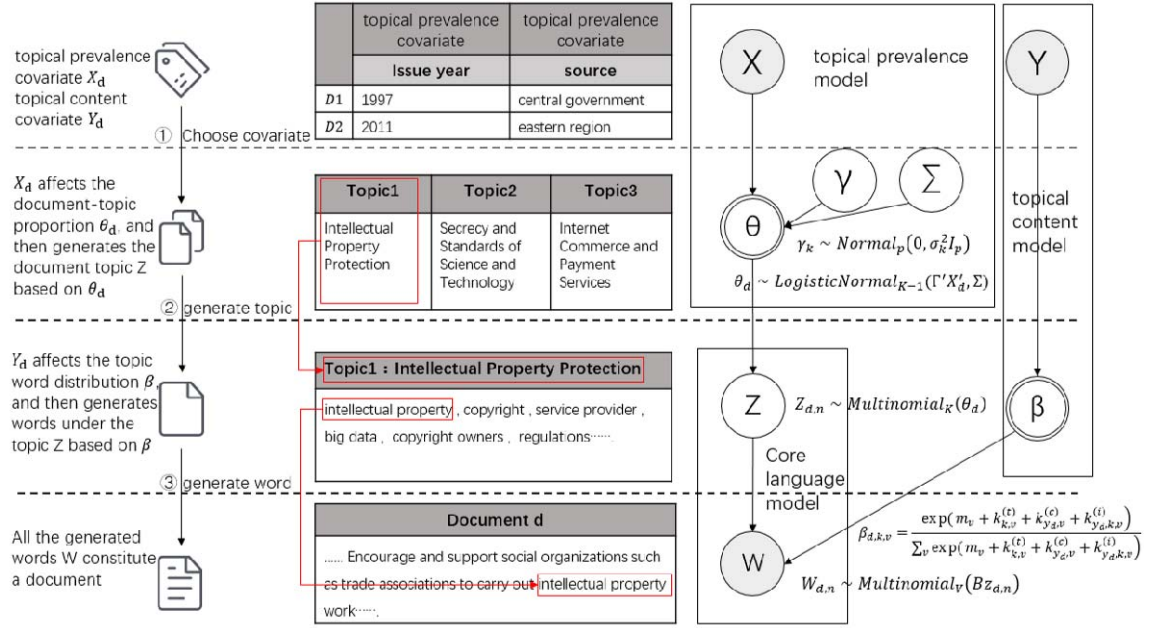 topical prevalence
covariate X_d
topical content
covariate Y_d
① Choose covariate
X_d affects the
document-topic
proportion θ_d, and
then generates the
document topic Z
based on θ_d
② generate topic
Y_d affects the topic
word distribution β,
and then generates
words under the
topic Z based on β
③ generate word
All the generated
words W constitute
a document
topical prevalence covariate topical prevalence covariate
Issue year source
D1 1997 central government
D2 2011 eastern region
Topic1 Topic2 Topic3
Intellectual Property Protection
Secrecy and Standards of Science and Technology
Internet Commerce and Payment Services
Topic1：Intellectual Property Protection
intellectual property , copyright , service provider ,
big data , copyright owners , regulations……
Document d
…… Encourage and support social organizations such
as trade associations to carry out intellectual property
work……
X
topical prevalence
model
Y
γ
Σ
θ
γ_k ~ Normal_p(0, σ_k^2 I_p)
θ_d ~ LogisticNormal_{K-1}(Γ'X'_d, Σ)
topical
content
model
Z
Z_{d,n} ~ Multinomial_K(θ_d)
β
Core
language
model
W
β_{d,k,v} = exp(m_v + k_{k,v}^{(t)} + k_{y_d,v}^{(c)} + k_{y_d,k,v}^{(i)}) / Σ_v exp(m_v + k_{k,v}^{(t)} + k_{y_d,v}^{(c)} + k_{y_d,k,v}^{(i)})
W_{d,n} ~ Multinomial_V(Bz_{d,n})